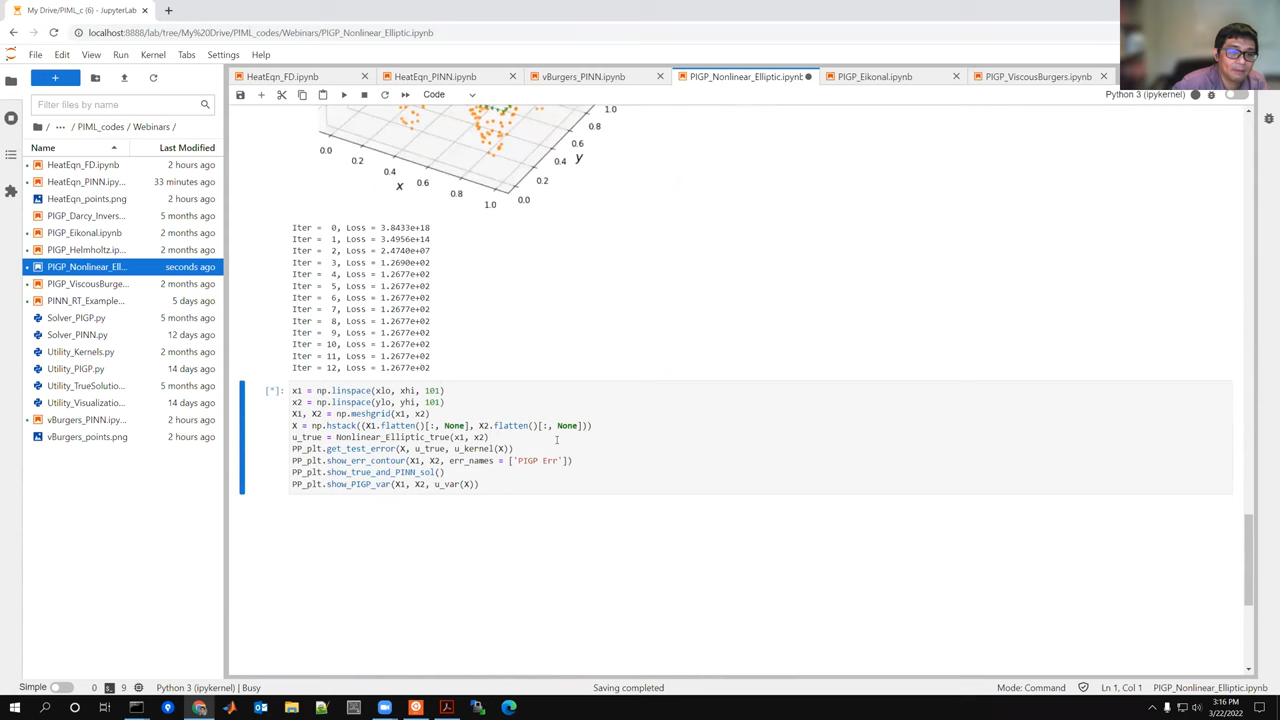 My Drive/PIML_c (6) - JupyterLab
localhost:8888/lab/tree/My%20Drive/PIML_codes/Webinars/PIGP_Nonlinear_Elliptic.ipynb
File Edit View Run Kernel Tabs Settings Help
HeatEqn_FD.ipynb HeatEqn_PINN.ipynb vBurgers_PINN.ipynb PIGP_Nonlinear_Elliptic.ipynb PIGP_Eikonal.ipynb PIGP_ViscousBurgers.ipynb
Code Python 3 (ipykernel)
Filter files by name
/ ··· / PIML_codes / Webinars /
Name Last Modified
HeatEqn_FD.ipynb 2 hours ago
HeatEqn_PINN.ipy... 33 minutes ago
HeatEqn_points.png 2 hours ago
PIGP_Darcy_Invers... 5 months ago
PIGP_Eikonal.ipynb 2 months ago
PIGP_Helmholtz.ip... 2 months ago
PIGP_Nonlinear_Ell... seconds ago
PIGP_ViscousBurge... 2 months ago
PINN_RT_Example... 5 days ago
Solver_PIGP.py 5 months ago
Solver_PINN.py 12 days ago
Utility_Kernels.py 2 months ago
Utility_PIGP.py 14 days ago
Utility_TrueSolutio... 5 months ago
Utility_Visualizatio... 2 months ago
vBurgers_PINN.ipy... 2 hours ago
vBurgers_points.png 2 months ago
1.0
0.8
0.6
0.4
0.2
0.0
y
0.0
0.2
0.4
0.6
0.8
1.0
x
Iter = 0, Loss = 3.8433e+18
Iter = 1, Loss = 3.4956e+14
Iter = 2, Loss = 2.4740e+07
Iter = 3, Loss = 1.2690e+02
Iter = 4, Loss = 1.2677e+02
Iter = 5, Loss = 1.2677e+02
Iter = 6, Loss = 1.2677e+02
Iter = 7, Loss = 1.2677e+02
Iter = 8, Loss = 1.2677e+02
Iter = 9, Loss = 1.2677e+02
Iter = 10, Loss = 1.2677e+02
Iter = 11, Loss = 1.2677e+02
Iter = 12, Loss = 1.2677e+02
[*]: x1 = np.linspace(xlo, xhi, 101)
x2 = np.linspace(ylo, yhi, 101)
X1, X2 = np.meshgrid(x1, x2)
X = np.hstack((X1.flatten()[:, None], X2.flatten()[:, None]))
u_true = Nonlinear_Elliptic_true(x1, x2)
PP_plt.get_test_error(X, u_true, u_kernel(X))
PP_plt.show_err_contour(X1, X2, err_names = ['PIGP Err'])
PP_plt.show_true_and_PINN_sol()
PP_plt.show_PIGP_var(X1, X2, u_var(X))
Simple 0 9 Python 3 (ipykernel) | Busy Saving completed Mode: Command Ln 1, Col 1 PIGP_Nonlinear_Elliptic.ipynb
3:16 PM
3/22/2022